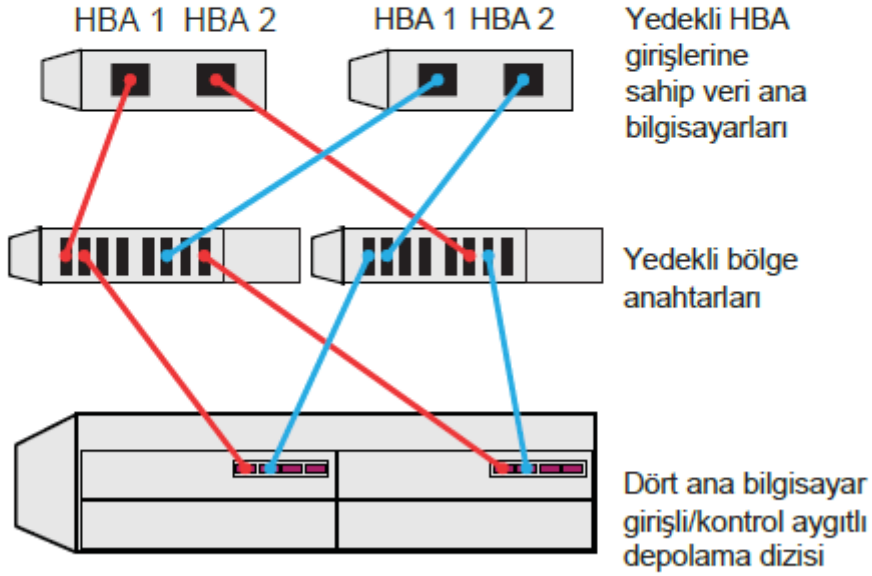 HBA 1 HBA 2
HBA 1 HBA 2
Yedekli HBA
girişlerine
sahip veri ana
bilgisayarları
Yedekli bölge
anahtarları
Dört ana bilgisayar
girişli/kontrol aygıtlı
depolama dizisi